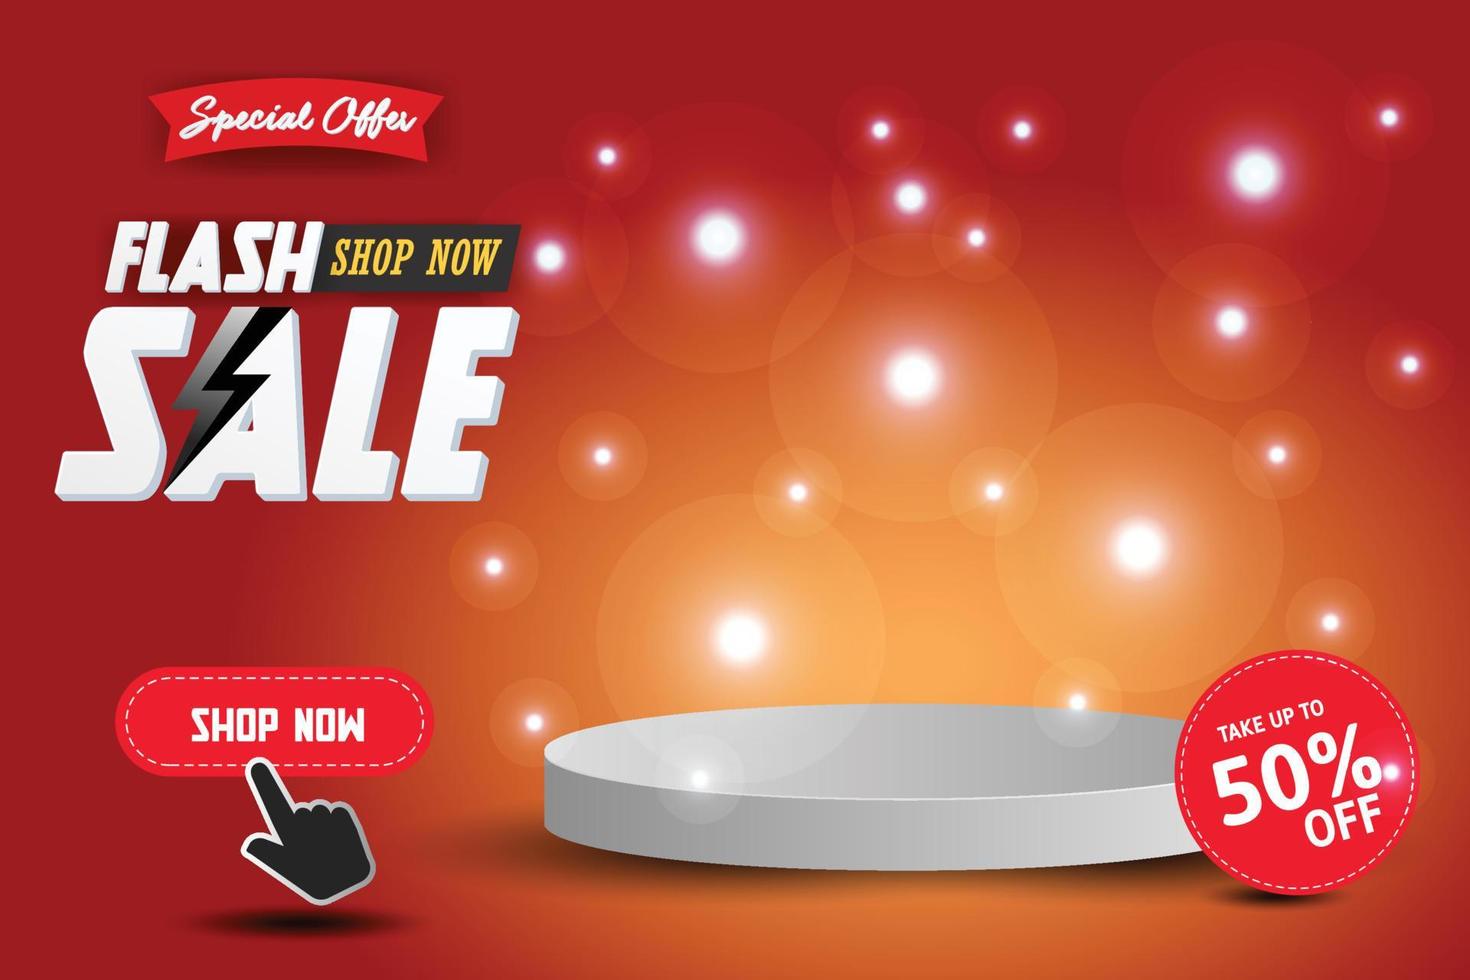 Special Offer
FLASH SHOP NOW
SALE
SHOP NOW
TAKE UP TO
50%
OFF